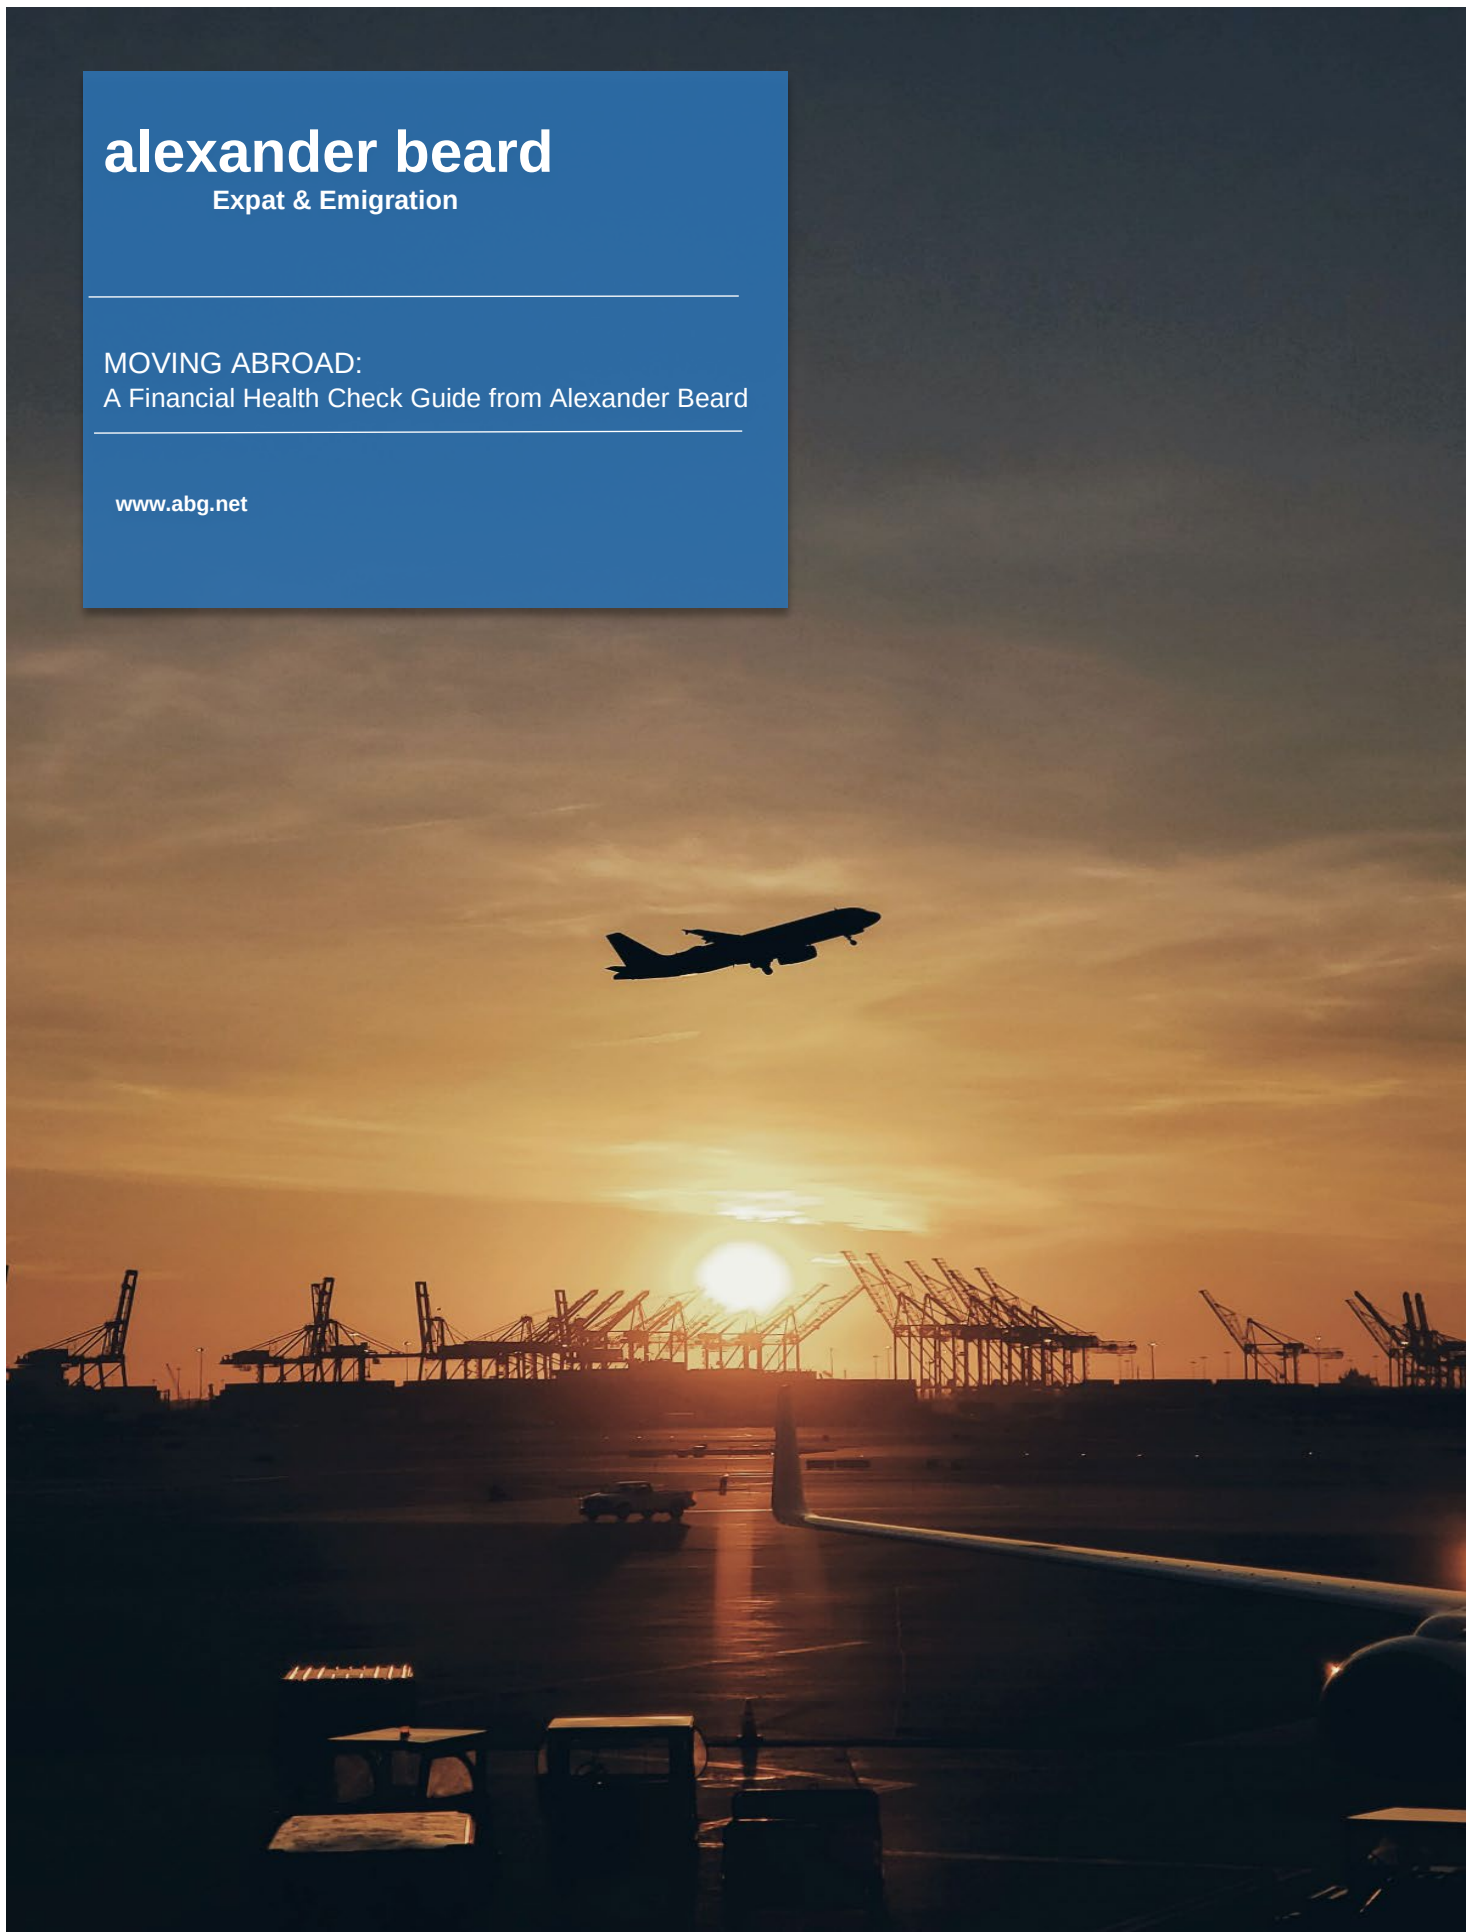 alexander beard
Expat & Emigration
MOVING ABROAD:
A Financial Health Check Guide from Alexander Beard
www.abg.net